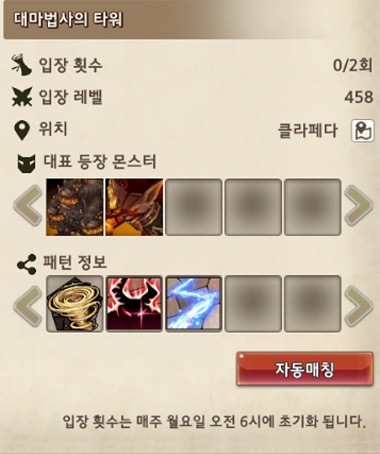 대마법사의 타워
입장 횟수 0/2회
입장 레벨 458
위치 클라페다
대표 등장 몬스터
패턴 정보
자동매칭
입장 횟수는 매주 월요일 오전 6시에 초기화 됩니다.